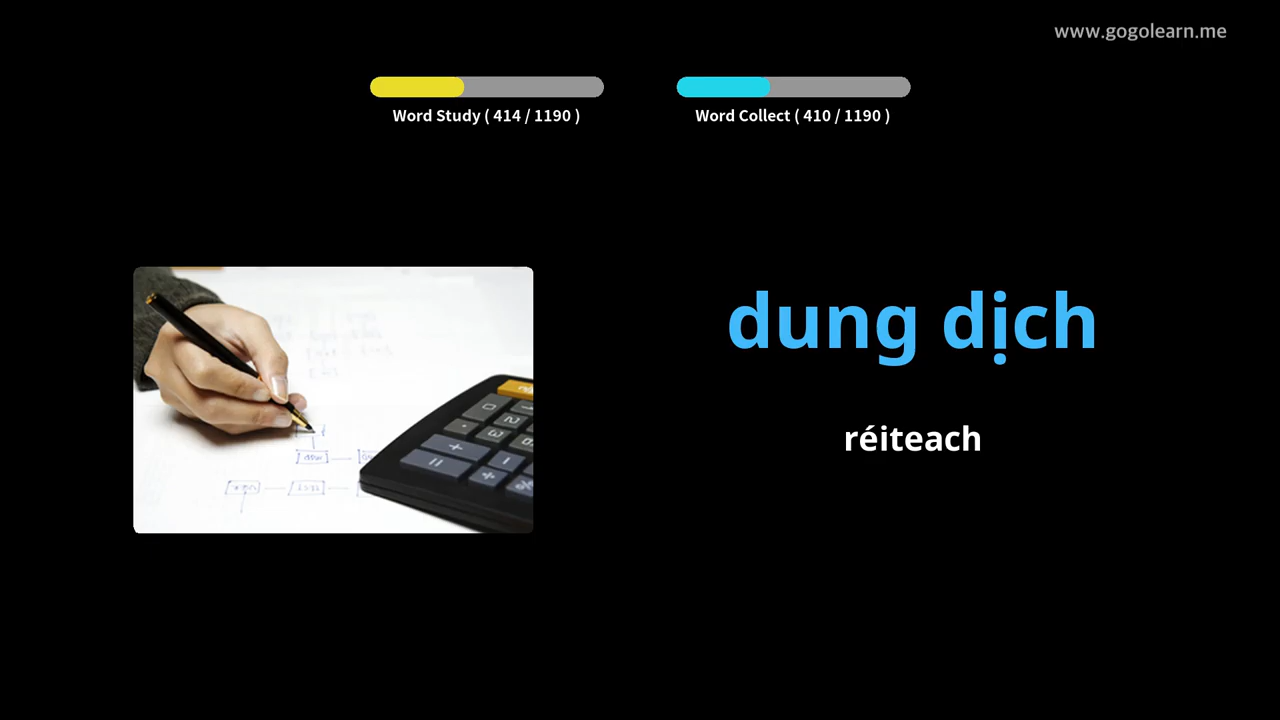 www.gogolearn.me
Word Study ( 414 / 1190 )
Word Collect ( 410 / 1190 )
dung dịch
réiteach